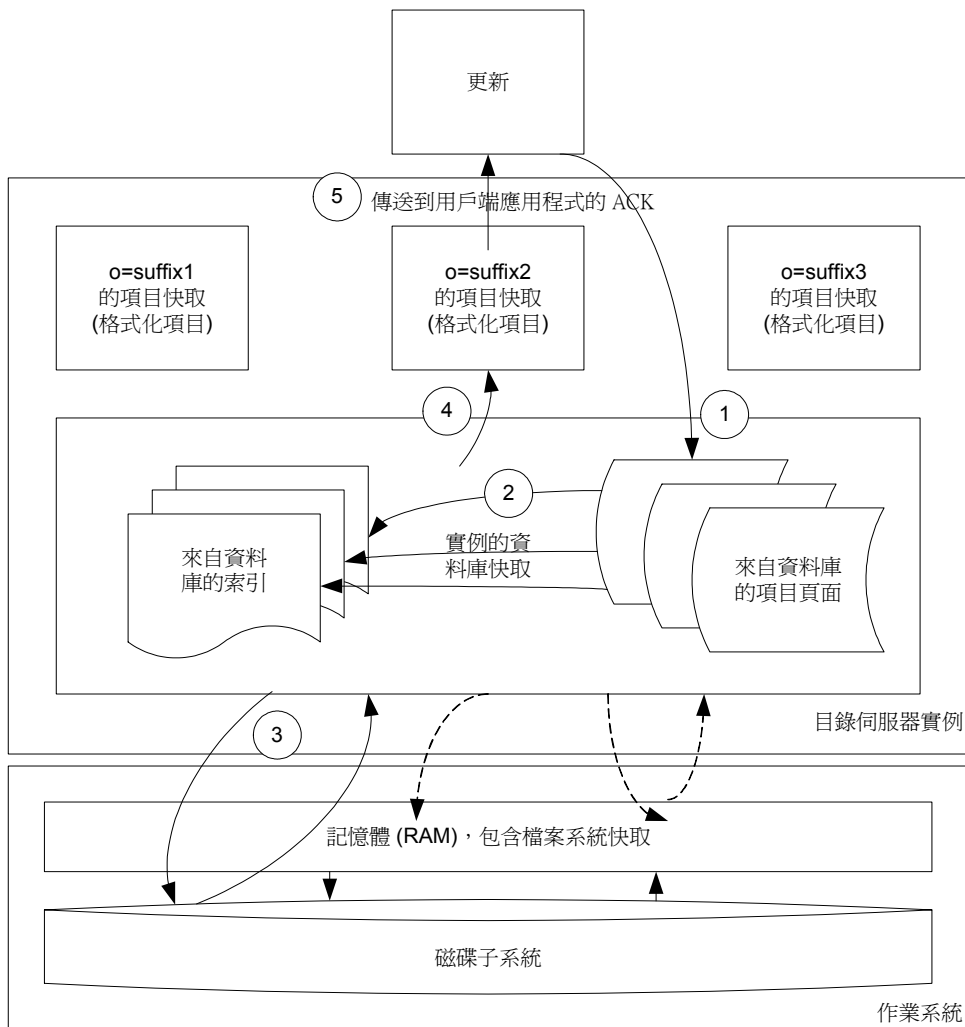 更新
5
傳送到用戶端應用程式的 ACK
o=suffix1
的項目快取
(格式化項目)
o=suffix2
的項目快取
(格式化項目)
o=suffix3
的項目快取
(格式化項目)
4
1
2
實例的資
料庫快取
來自資料
庫的索引
來自資料庫
的項目頁面
目錄伺服器實例
3
記憶體 (RAM)，包含檔案系統快取
磁碟子系統
作業系統